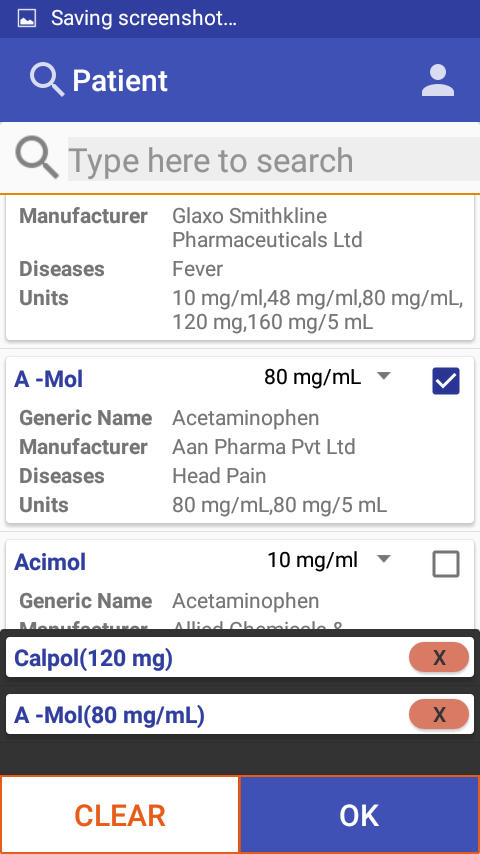 Saving screenshot...
Patient
Type here to search
Manufacturer Glaxo Smithkline
Pharmaceuticals Ltd
Diseases Fever
Units 10 mg/ml,48 mg/ml,80 mg/mL,
120 mg,160 mg/5 mL
A -Mol 80 mg/mL
Generic Name Acetaminophen
Manufacturer Aan Pharma Pvt Ltd
Diseases Head Pain
Units 80 mg/mL,80 mg/5 mL
Acimol 10 mg/ml
Generic Name Acetaminophen
Manufacturer Allied Chemicals &
Calpol(120 mg) X
A -Mol(80 mg/mL) X
CLEAR OK